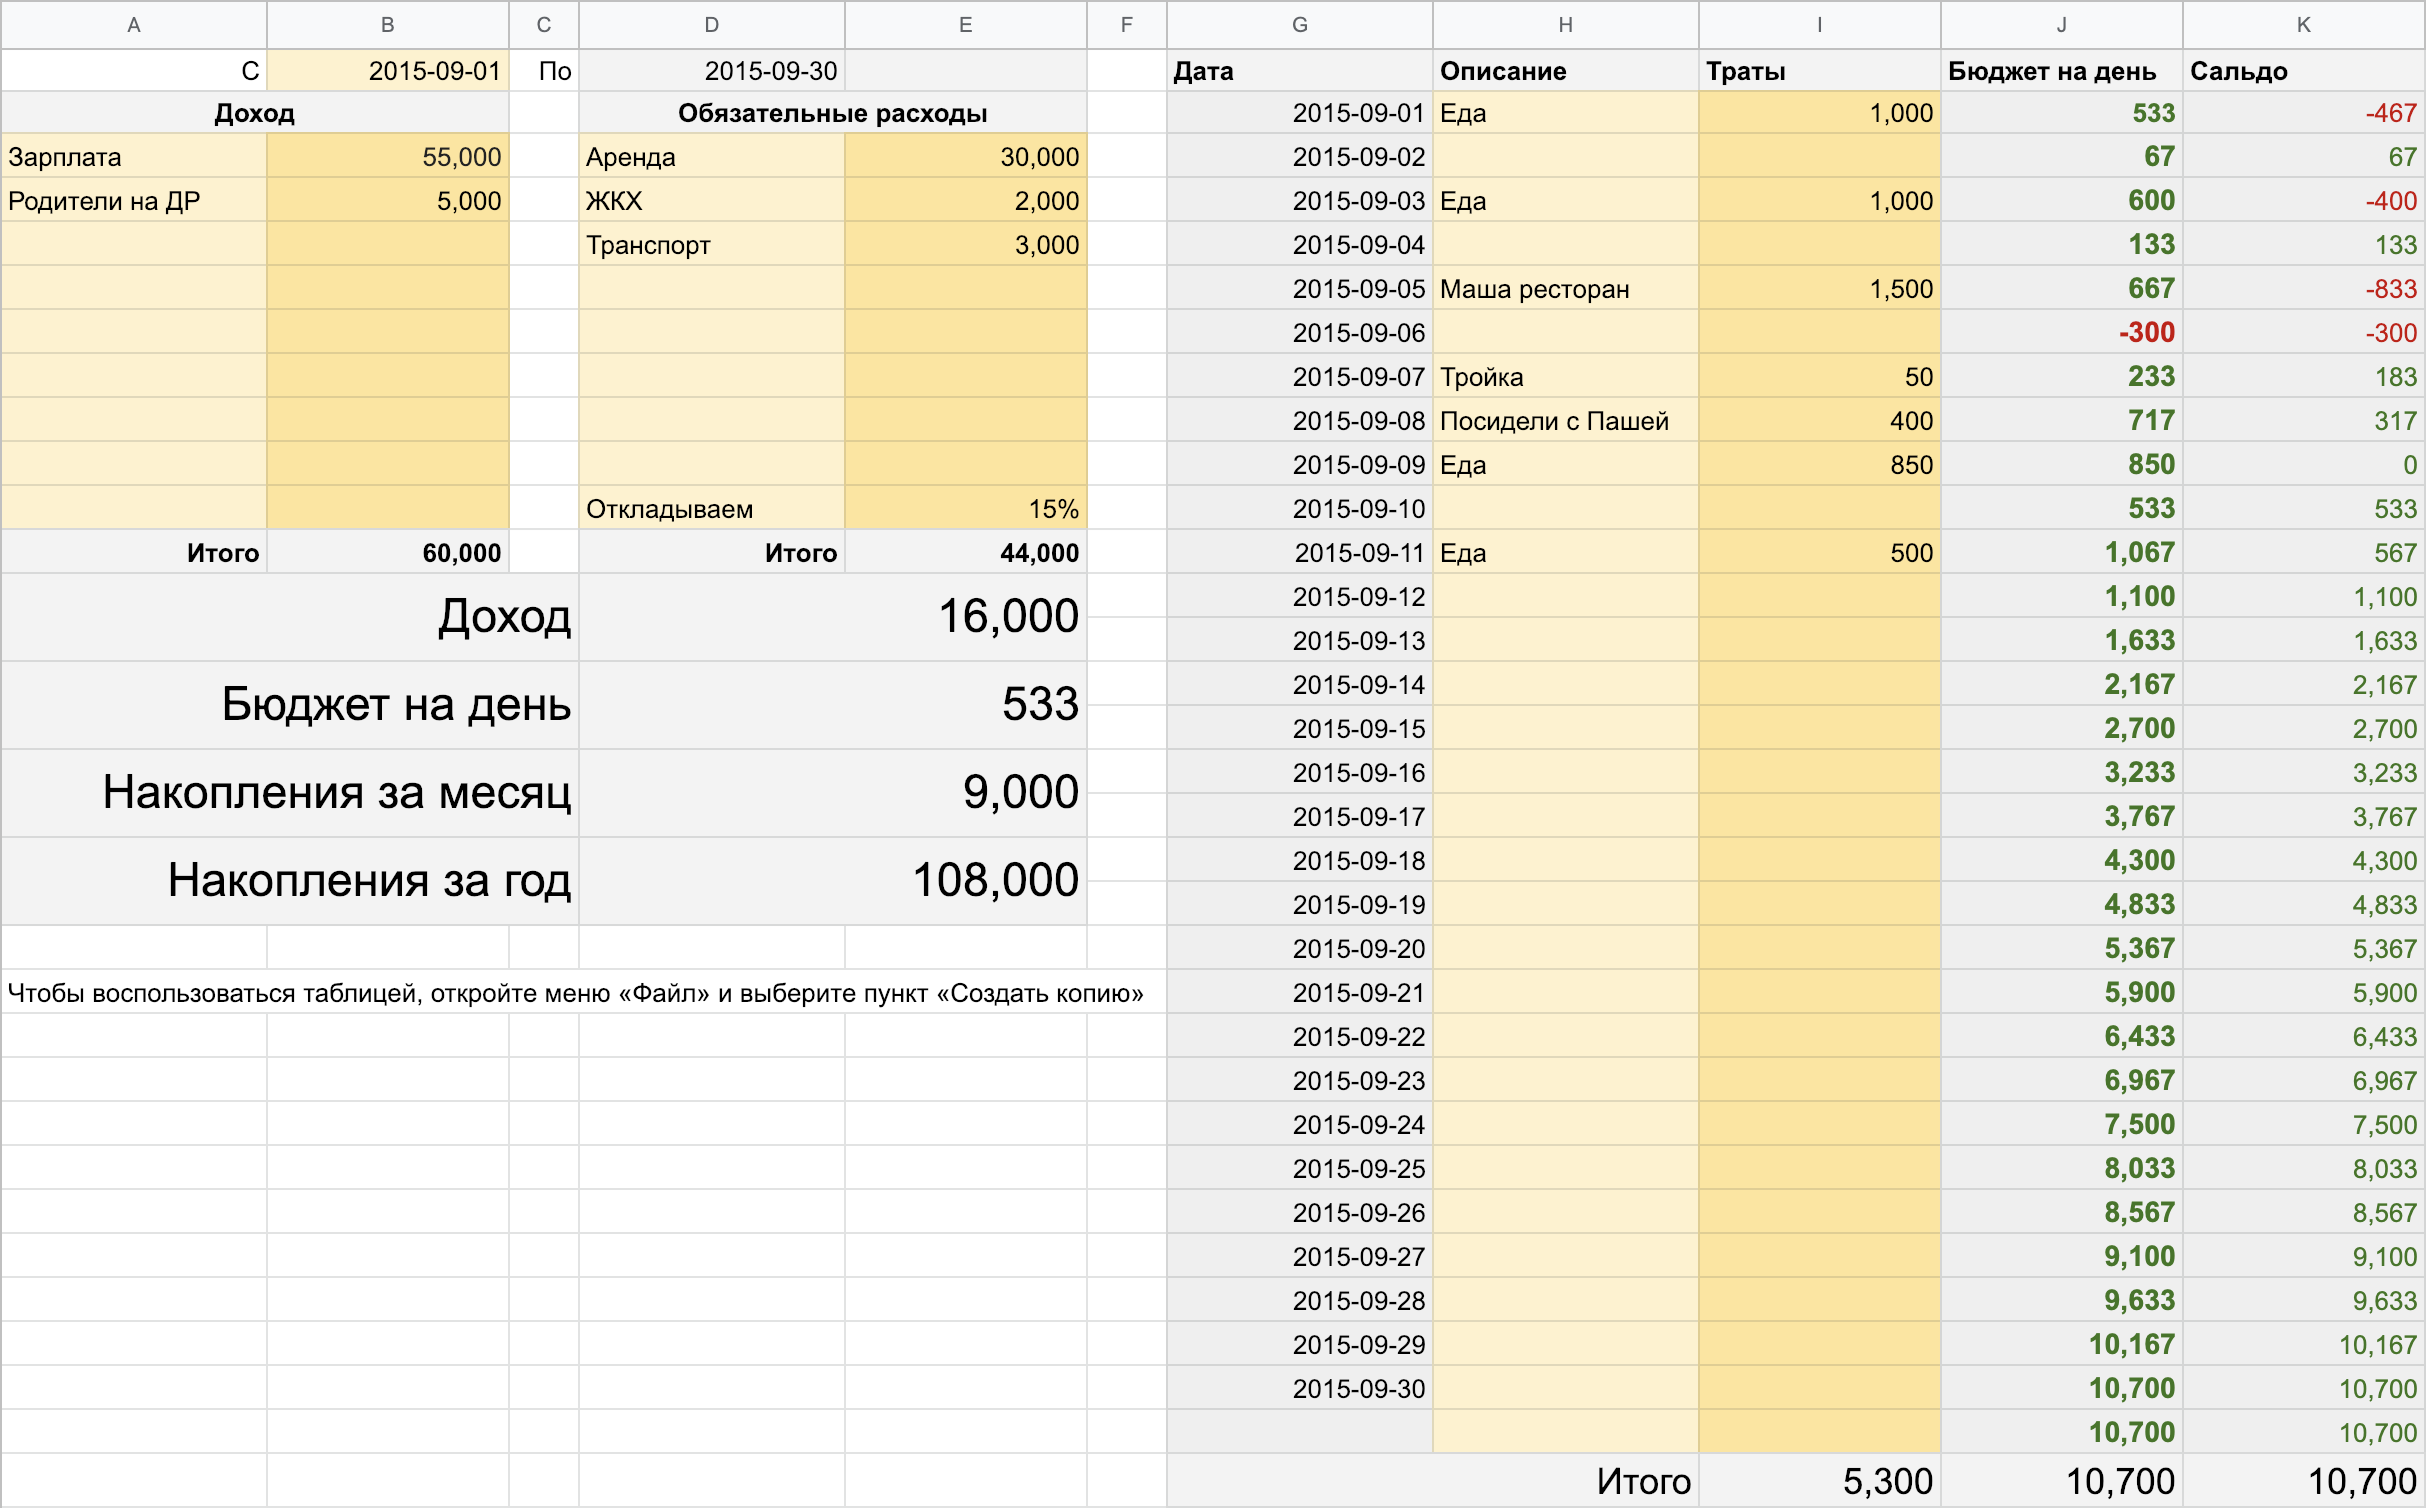 A B C D E F G H I J K
С 2015-09-01 По 2015-09-30 Дата Описание Траты Бюджет на день Сальдо
Доход Обязательные расходы 2015-09-01 Еда 1,000 533 -467
Зарплата 55,000 Аренда 30,000 2015-09-02 67 67
Родители на ДР 5,000 ЖКХ 2,000 2015-09-03 Еда 1,000 600 -400
Транспорт 3,000 2015-09-04 133 133
2015-09-05 Маша ресторан 1,500 667 -833
2015-09-06 -300 -300
2015-09-07 Тройка 50 233 183
2015-09-08 Посидели с Пашей 400 717 317
2015-09-09 Еда 850 850 0
Откладываем 15% 2015-09-10 533 533
Итого 60,000 Итого 44,000 2015-09-11 Еда 500 1,067 567
Доход 16,000 2015-09-12 1,100 1,100
2015-09-13 1,633 1,633
Бюджет на день 533 2015-09-14 2,167 2,167
2015-09-15 2,700 2,700
Накопления за месяц 9,000 2015-09-16 3,233 3,233
2015-09-17 3,767 3,767
Накопления за год 108,000 2015-09-18 4,300 4,300
2015-09-19 4,833 4,833
2015-09-20 5,367 5,367
Чтобы воспользоваться таблицей, откройте меню «Файл» и выберите пункт «Создать копию» 2015-09-21 5,900 5,900
2015-09-22 6,433 6,433
2015-09-23 6,967 6,967
2015-09-24 7,500 7,500
2015-09-25 8,033 8,033
2015-09-26 8,567 8,567
2015-09-27 9,100 9,100
2015-09-28 9,633 9,633
2015-09-29 10,167 10,167
2015-09-30 10,700 10,700
10,700 10,700
Итого 5,300 10,700 10,700